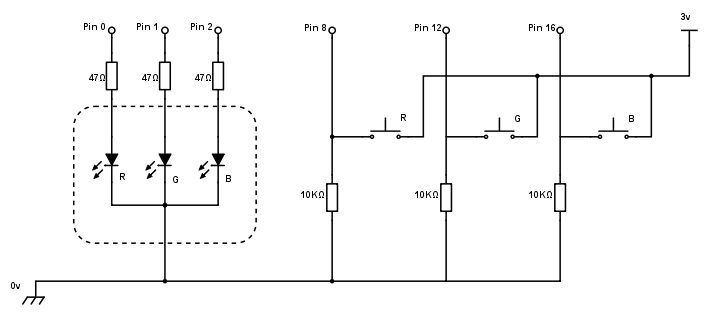 Pin 0 Pin 1 Pin 2 Pin 8 Pin 12 Pin 16 3v
47Ω 47Ω 47Ω
R G B
R G B
10KΩ 10KΩ 10KΩ
0v